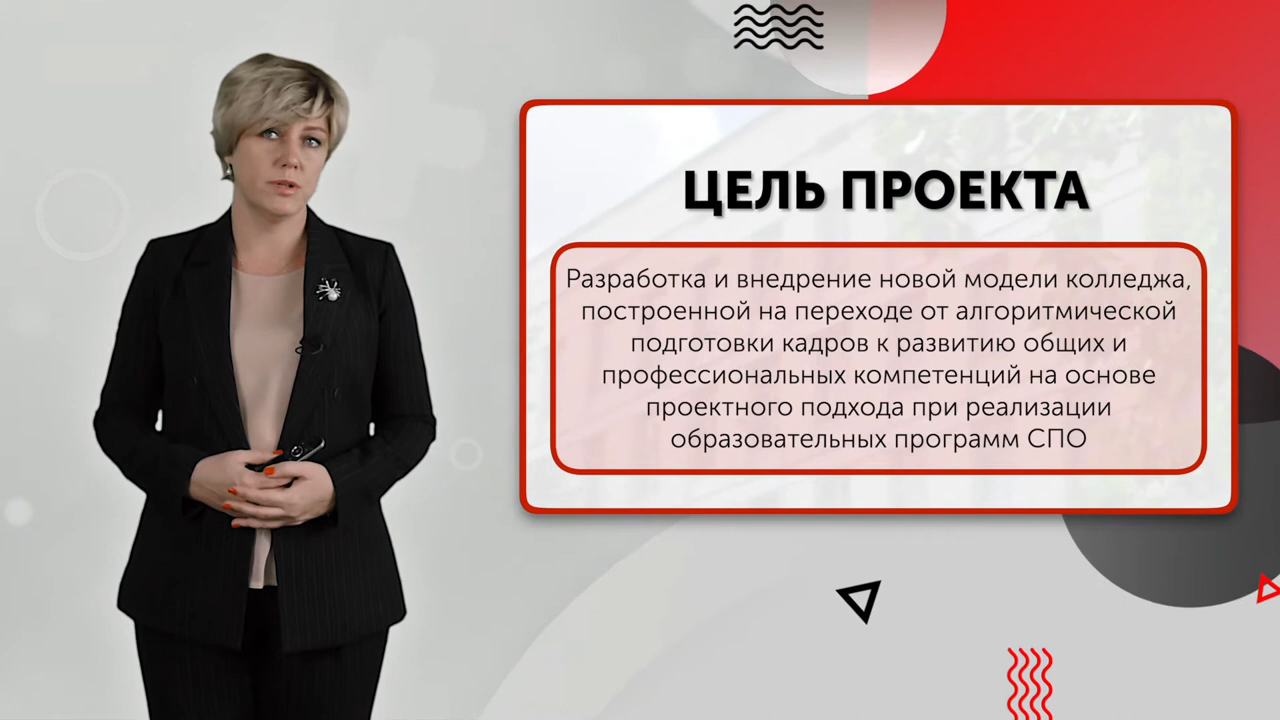 ЦЕЛЬ ПРОЕКТА
Разработка и внедрение новой модели колледжа,
построенной на переходе от алгоритмической
подготовки кадров к развитию общих и
профессиональных компетенций на основе
проектного подхода при реализации
образовательных программ СПО